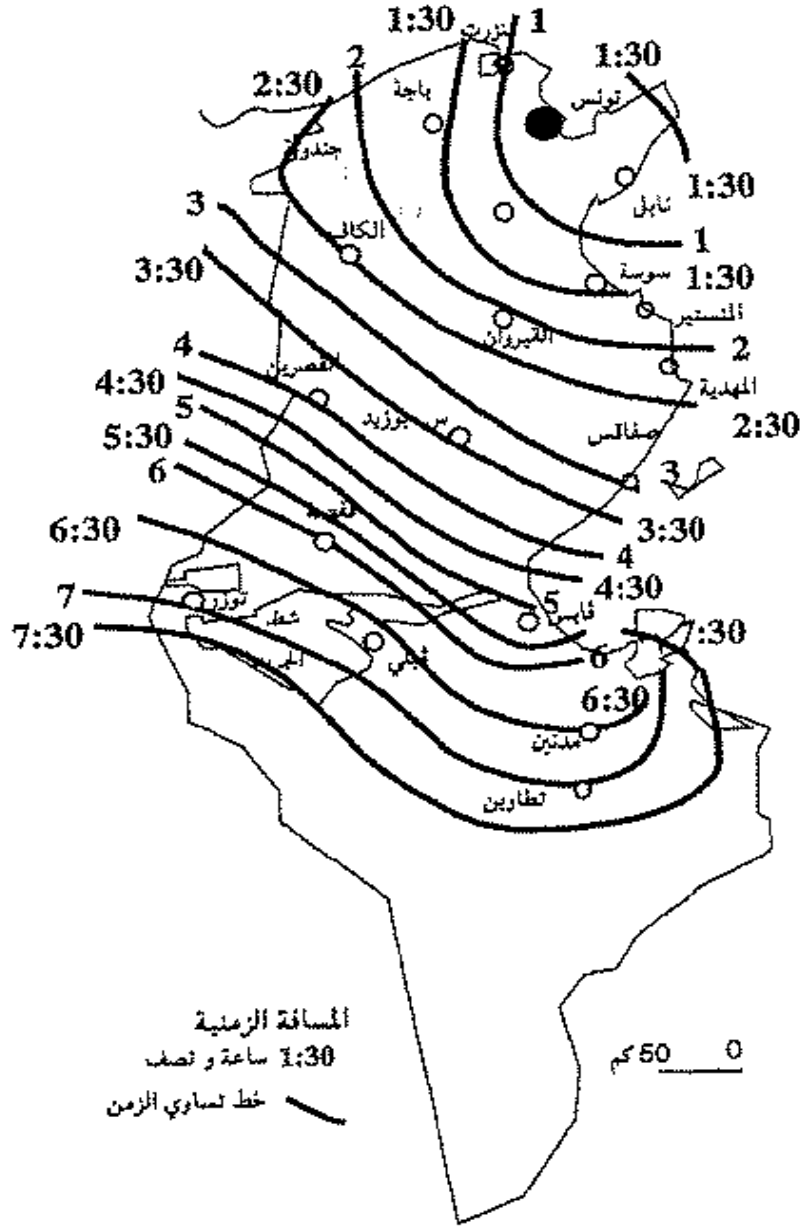 1:30
بنزرت
1
2
1:30
2:30
باجة
تونس
جندوبة
1:30
نابل
3
الكاف
1
3:30
سوسة
1:30
المنستير
القيروان
2
4
القصرين
المهدية
4:30
2:30
5
س بوزيد
صفاقس
5:30
3
6
قفصة
3:30
6:30
4
4:30
7
توزر
5
قابس
7:30
شط
الجريد
قبلي
6
7:30
6:30
مدنين
تطاوين
المسافة الزمنية
1:30 ساعة و نصف
خط تساوي الزمن
0 50 كم